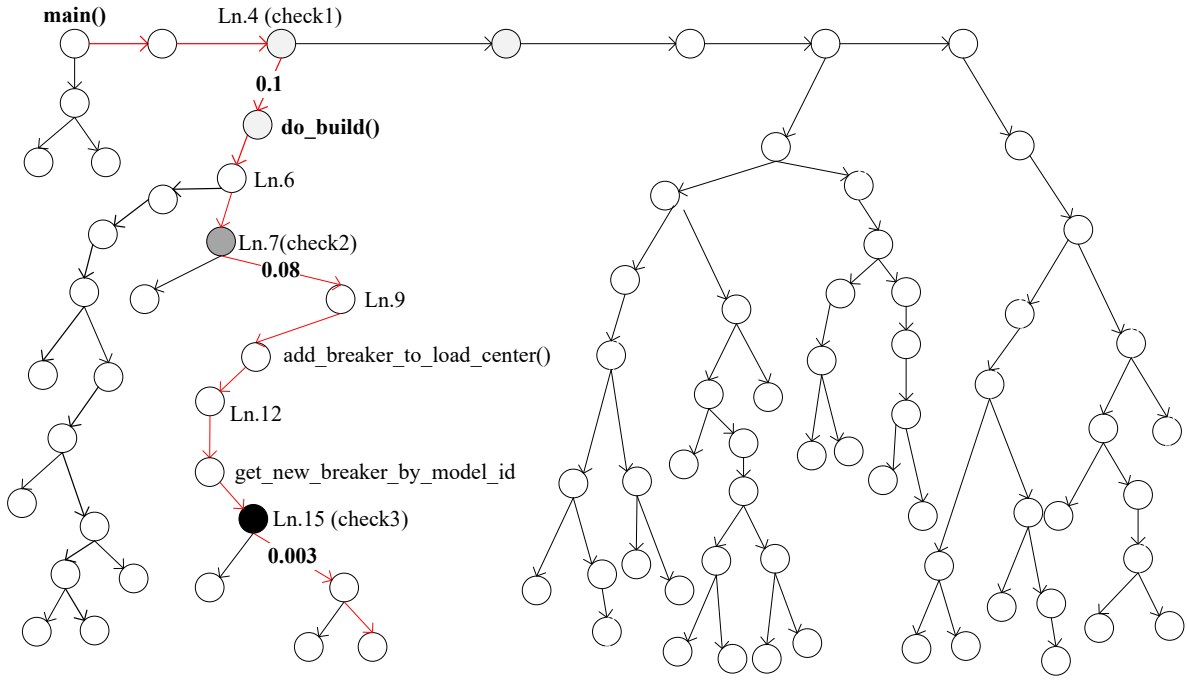 main()
Ln.4 (check1)
0.1
do_build()
Ln.6
Ln.7(check2)
0.08
Ln.9
add_breaker_to_load_center()
Ln.12
get_new_breaker_by_model_id
Ln.15 (check3)
0.003